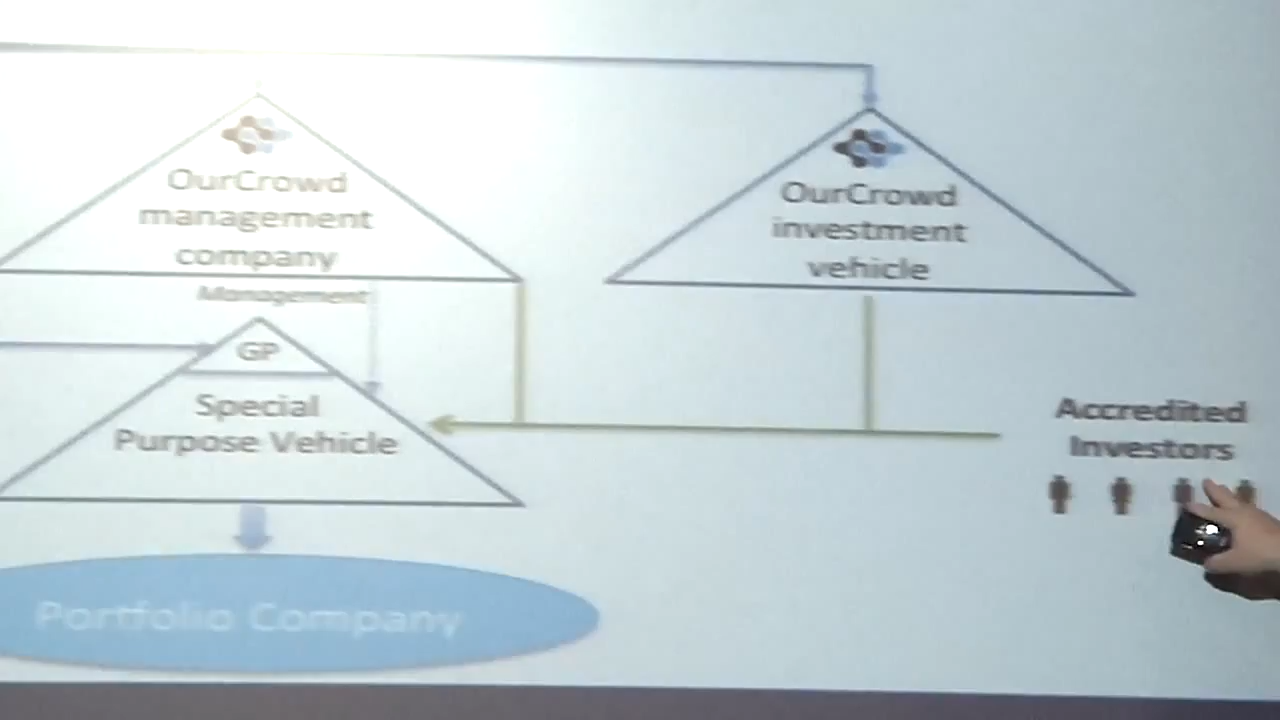 OurCrowd
management
company
OurCrowd
investment
vehicle
Management
GP
Special
Purpose Vehicle
Accredited
Investors
Portfolio Company